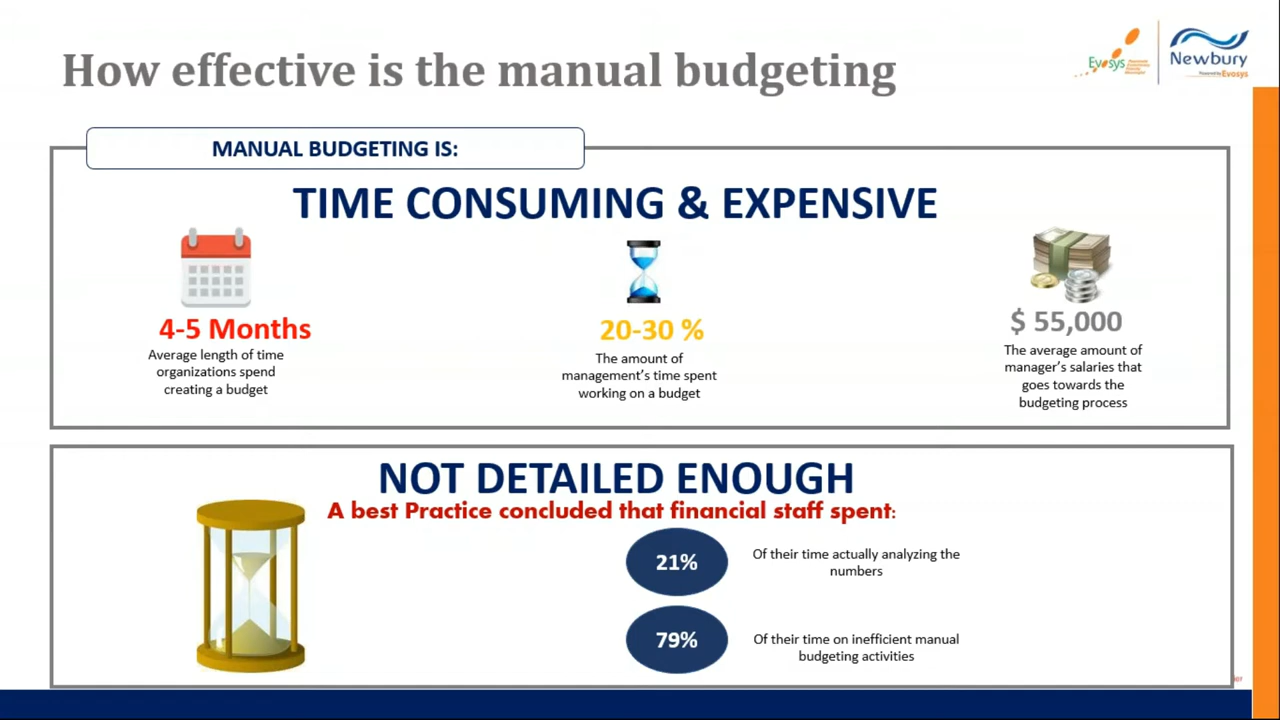 How effective is the manual budgeting
Evosys
Newbury
Powered by Evosys
MANUAL BUDGETING IS:
TIME CONSUMING & EXPENSIVE
4-5 Months
Average length of time
organizations spend
creating a budget
20-30 %
The amount of
management’s time spent
working on a budget
$ 55,000
The average amount of
manager’s salaries that
goes towards the
budgeting process
NOT DETAILED ENOUGH
A best Practice concluded that financial staff spent:
21%
Of their time actually analyzing the
numbers
79%
Of their time on inefficient manual
budgeting activities